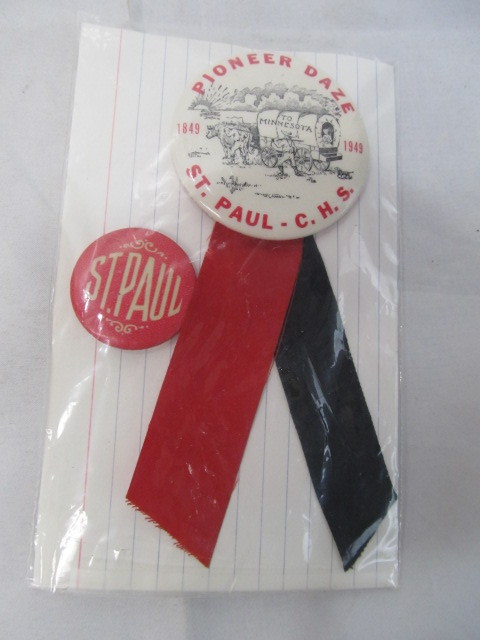 PIONEER DAZE
1849
TO
MINNESOTA
1949
ST. PAUL - C. H. S.
ST. PAUL